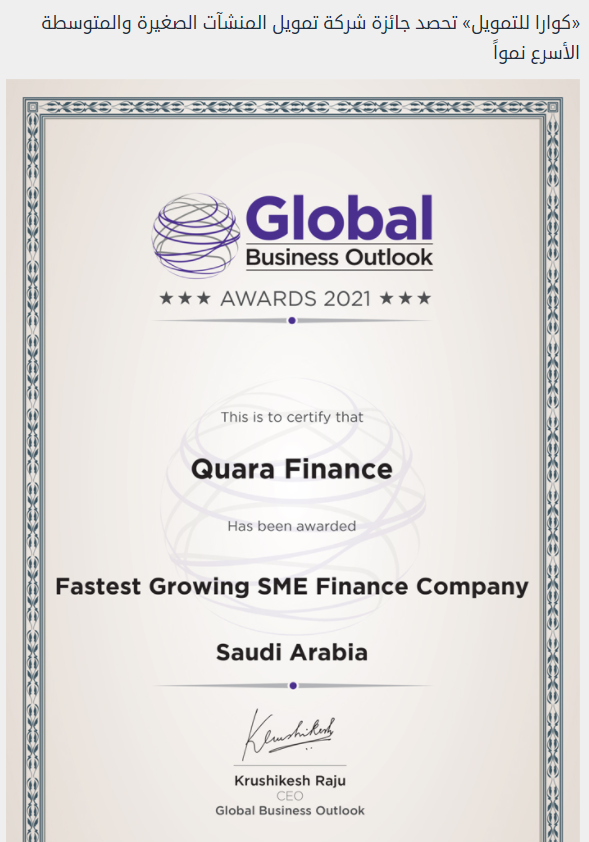 «كوارا للتمويل» تحصد جائزة شركة تمويل المنشآت الصغيرة والمتوسطة
الأسرع نمواً
Global
Business Outlook
★★★ AWARDS 2021 ★★★
This is to certify that
Quara Finance
Has been awarded
Fastest Growing SME Finance Company
Saudi Arabia
Krushikesh
Krushikesh Raju
CEO
Global Business Outlook